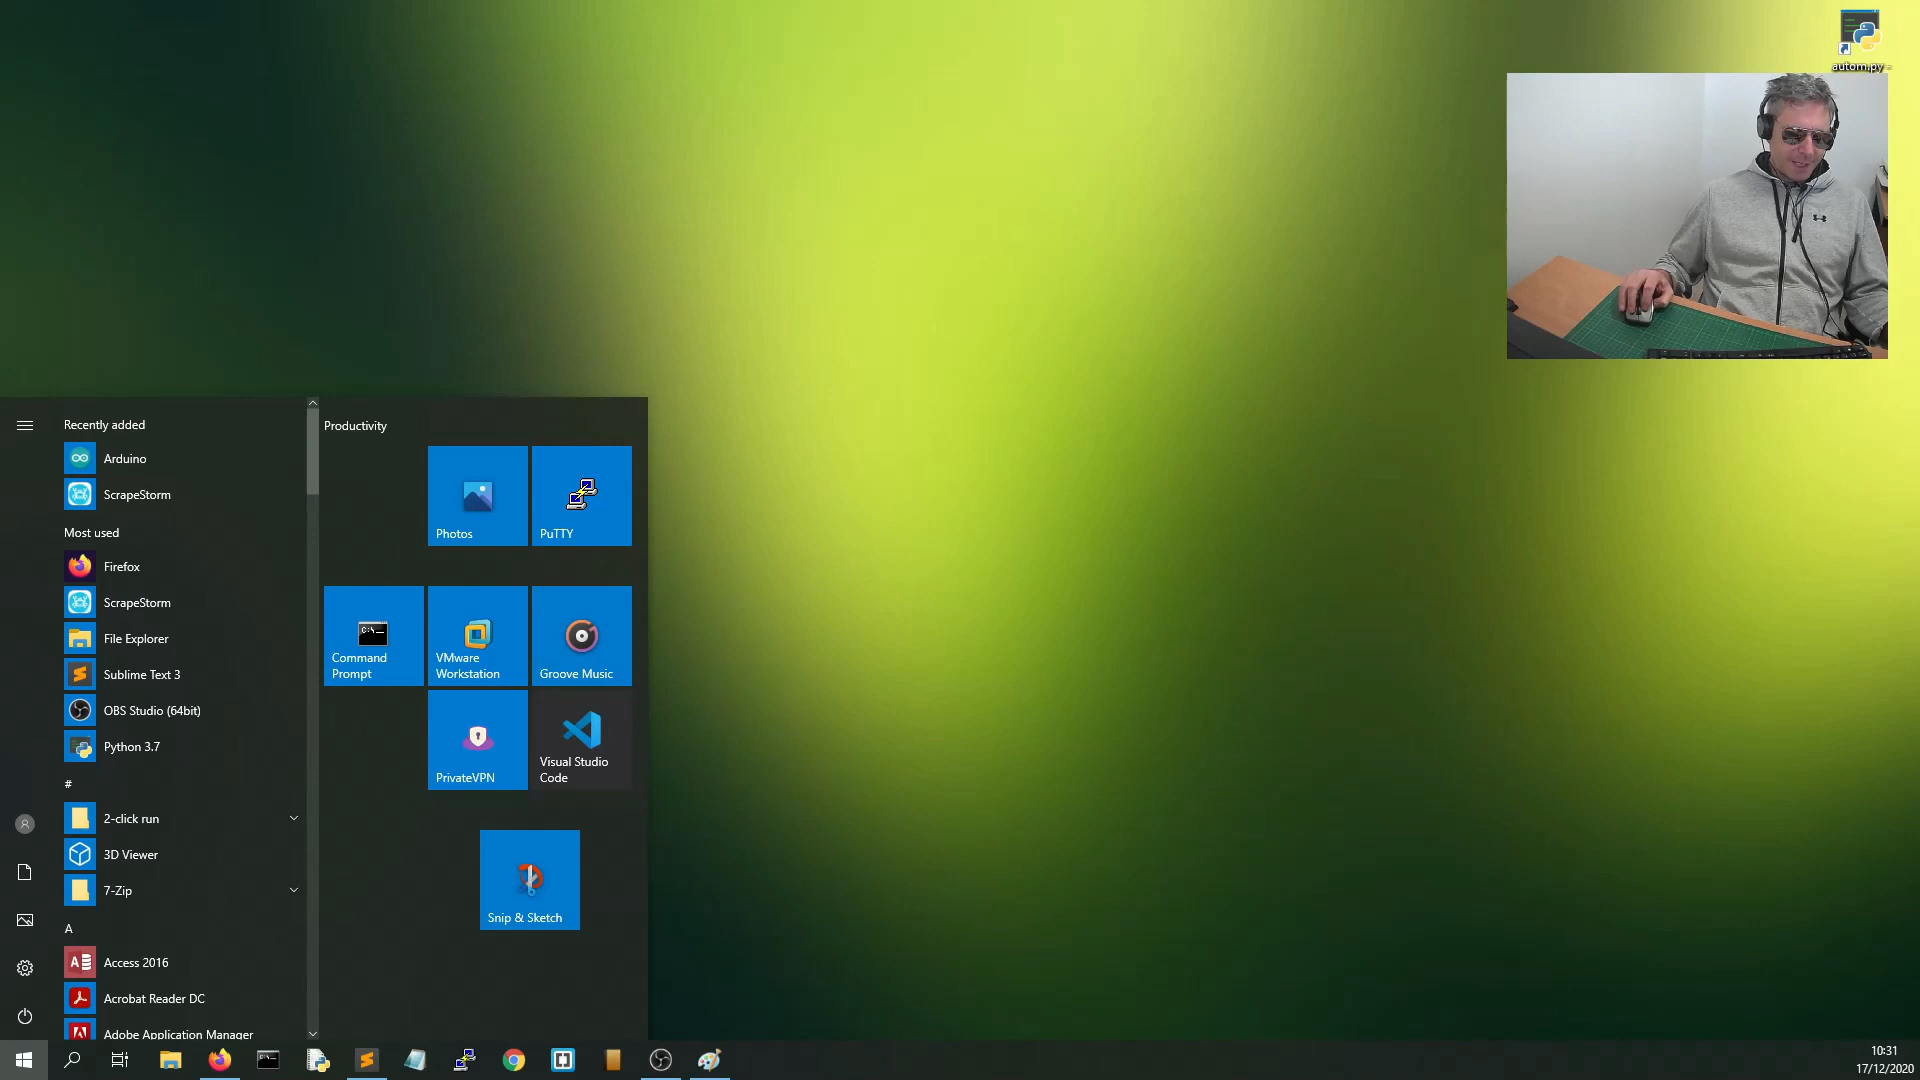 autom.py -
Recently added
Arduino
ScrapeStorm
Most used
Firefox
ScrapeStorm
File Explorer
Sublime Text 3
OBS Studio (64bit)
Python 3.7
#
2-click run
3D Viewer
7-Zip
A
Access 2016
Acrobat Reader DC
Adobe Application Manager
Productivity
Photos
PuTTY
Command
Prompt
VMware
Workstation
Groove Music
PrivateVPN
Visual Studio
Code
Snip & Sketch
10:31
17/12/2020